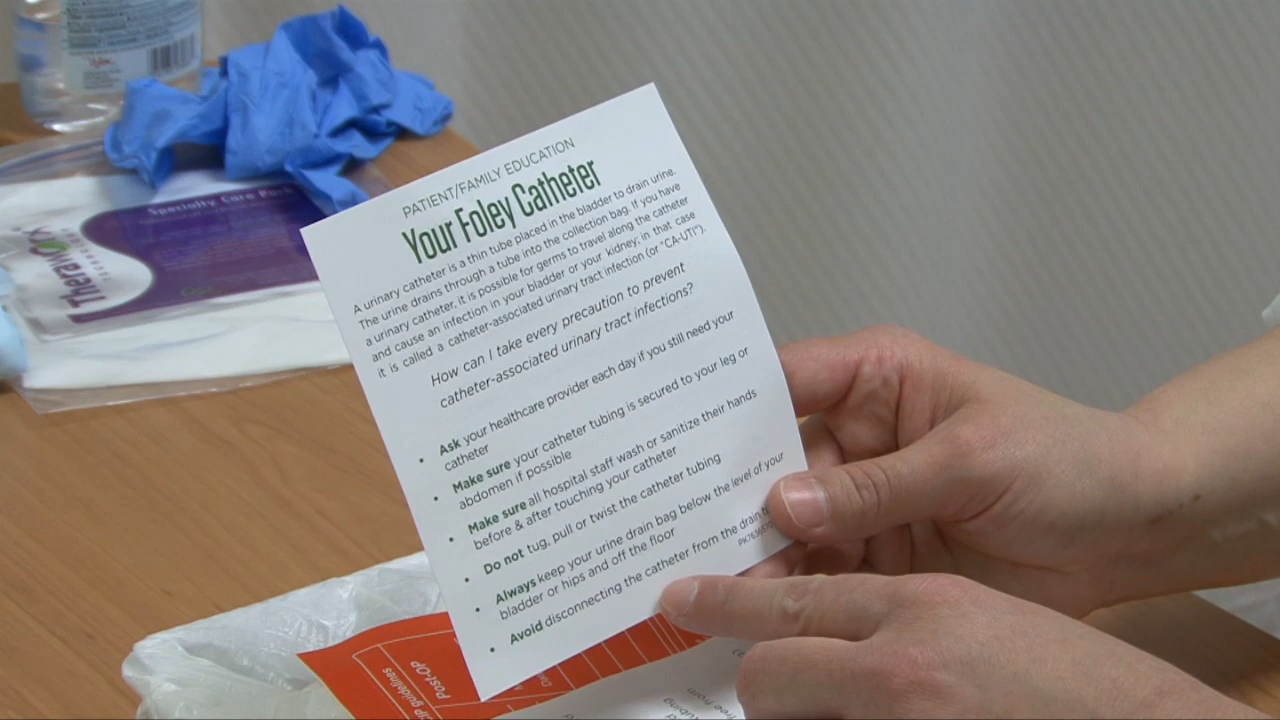 PATIENT/FAMILY EDUCATION
Your Foley Catheter
A urinary catheter is a thin tube placed in the bladder to drain urine.
The urine drains through a tube into the collection bag. If you have
a urinary catheter, it is possible for germs to travel along the catheter
and cause an infection in your bladder or your kidney; in that case
it is called a catheter-associated urinary tract infection (or "CA-UTI").
How can I take every precaution to prevent
catheter-associated urinary tract infections?
• Ask your healthcare provider each day if you still need your
catheter
• Make sure your catheter tubing is secured to your leg or
abdomen if possible
• Make sure all hospital staff wash or sanitize their hands
before & after touching your catheter
• Do not tug, pull or twist the catheter tubing
• Always keep your urine drain bag below the level of your
bladder or hips and off the floor
• Avoid disconnecting the catheter from the drain
Specialty Care Pack
Theraworx
Post-Op
guidelines
free from